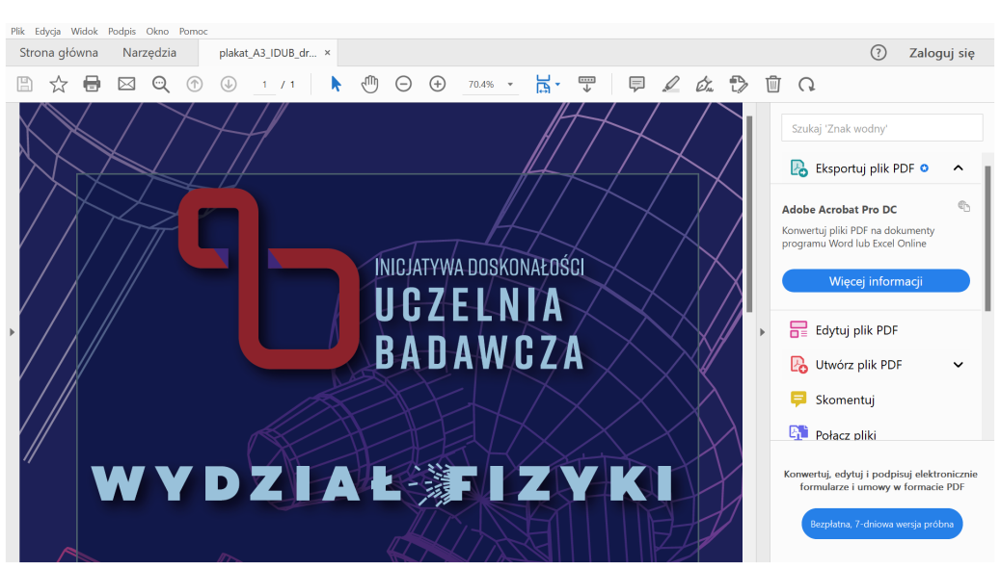 Plik Edycja Widok Podpis Okno Pomoc
Strona główna Narzędzia plakat_A3_IDUB_dr... × ? Zaloguj się
1 / 1 70.4%
Szukaj 'Znak wodny'
Eksportuj plik PDF
Adobe Acrobat Pro DC
Konwertuj pliki PDF na dokumenty
programu Word lub Excel Online
Więcej informacji
Edytuj plik PDF
Utwórz plik PDF
Skomentuj
Połącz pliki
Konwertuj, edytuj i podpisuj elektronicznie
formularze i umowy w formacie PDF
Bezpłatna, 7-dniowa wersja próbna
INICJATYWA DOSKONAŁOŚCI
UCZELNIA
BADAWCZA
WYDZIAŁ FIZYKI